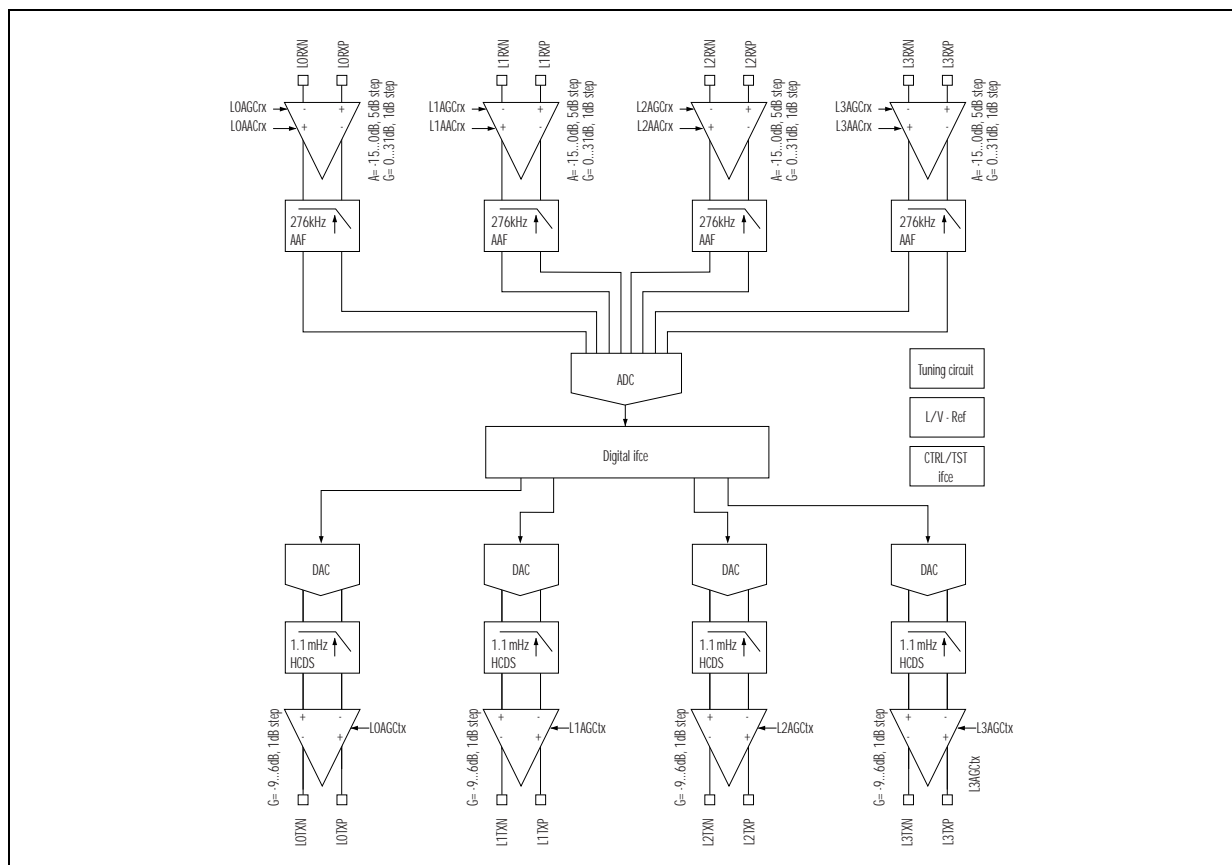 L0RXN
L0RXP
L1RXN
L1RXP
L2RXN
L2RXP
L3RXN
L3RXP
L0AGCrx
L0AACrx
- +
+ -
A= -15...0dB, 5dB step
G= 0...31dB, 1dB step
L1AGCrx
L1AACrx
- +
+ -
A= -15...0dB, 5dB step
G= 0...31dB, 1dB step
L2AGCrx
L2AACrx
- +
+ -
A= -15...0dB, 5dB step
G= 0...31dB, 1dB step
L3AGCrx
L3AACrx
- +
+ -
A= -15...0dB, 5dB step
G= 0...31dB, 1dB step
276kHz
AAF
276kHz
AAF
276kHz
AAF
276kHz
AAF
ADC
Tuning circuit
L/V - Ref
CTRL/TST
ifce
Digital ifce
DAC
DAC
DAC
DAC
1.1mHz
HCDS
1.1mHz
HCDS
1.1mHz
HCDS
1.1mHz
HCDS
G= -9...6dB, 1dB step
+ -
- +
L0AGCtx
G= -9...6dB, 1dB step
+ -
- +
L1AGCtx
G= -9...6dB, 1dB step
+ -
- +
L2AGCtx
G= -9...6dB, 1dB step
+ -
- +
L3AGCtx
L3AGCtx
L0TXN
L0TXP
L1TXN
L1TXP
L2TXN
L2TXP
L3TXN
L3TXP